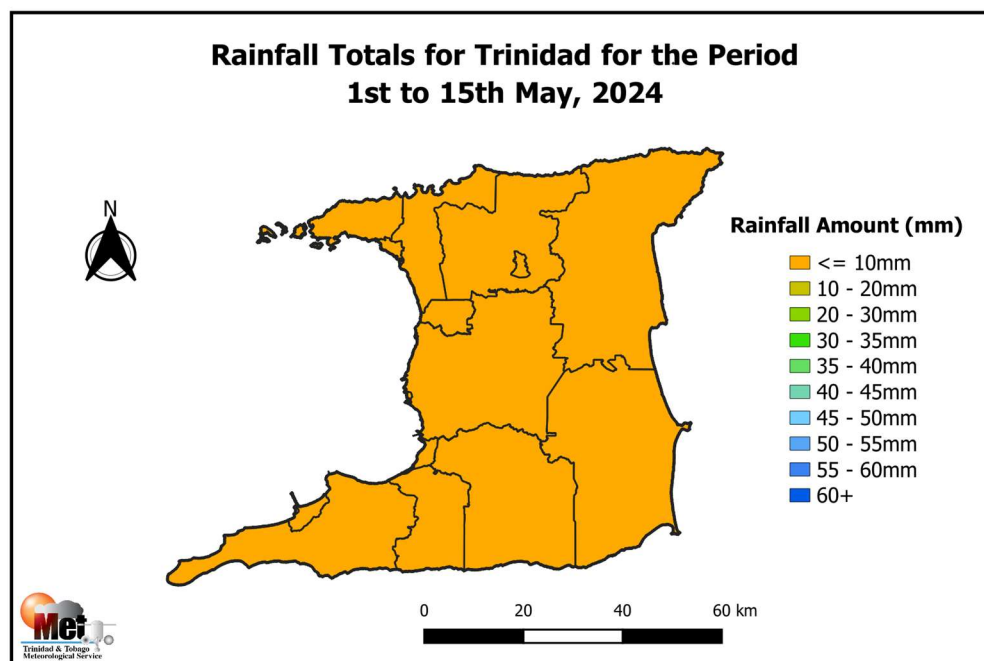 Rainfall Totals for Trinidad for the Period
1st to 15th May, 2024
N
Rainfall Amount (mm)
<= 10mm
10 - 20mm
20 - 30mm
30 - 35mm
35 - 40mm
40 - 45mm
45 - 50mm
50 - 55mm
55 - 60mm
60+
0 20 40 60 km
Met
Trinidad & Tobago
Meteorological Service